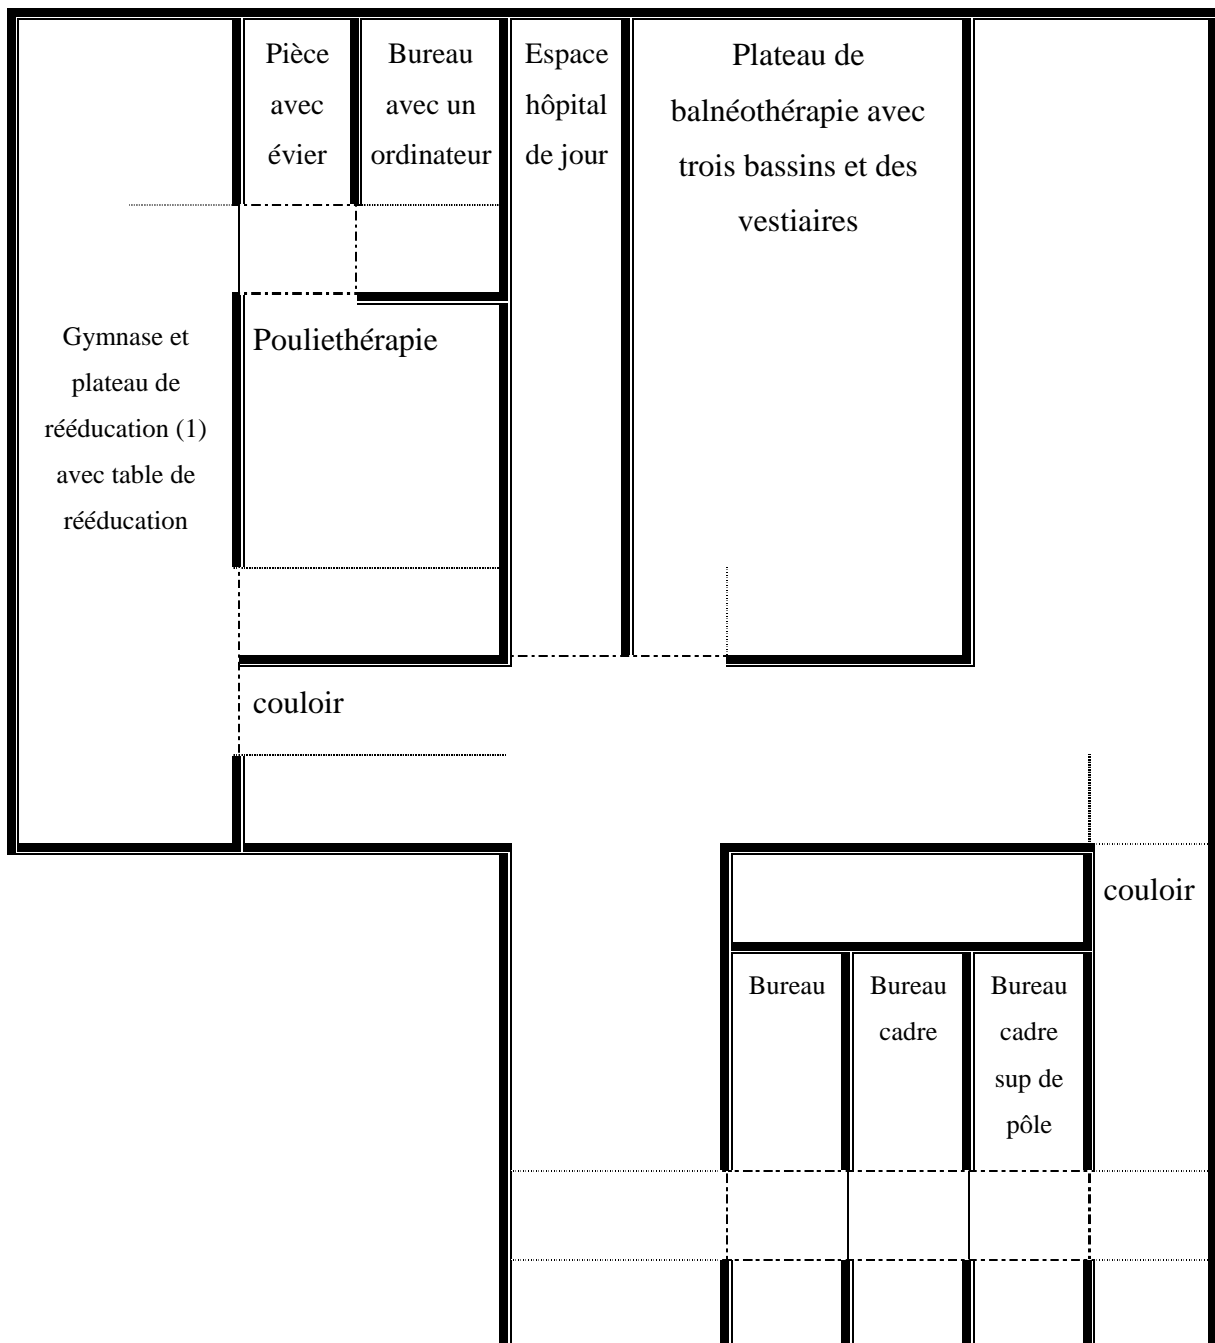 Pièce
avec
évier
Bureau
avec un
ordinateur
Espace
hôpital
de jour
Plateau de
balnéothérapie avec
trois bassins et des
vestiaires
Gymnase et
plateau de
rééducation (1)
avec table de
rééducation
Pouliethérapie
couloir
couloir
Bureau
Bureau
cadre
Bureau
cadre
sup de
pôle